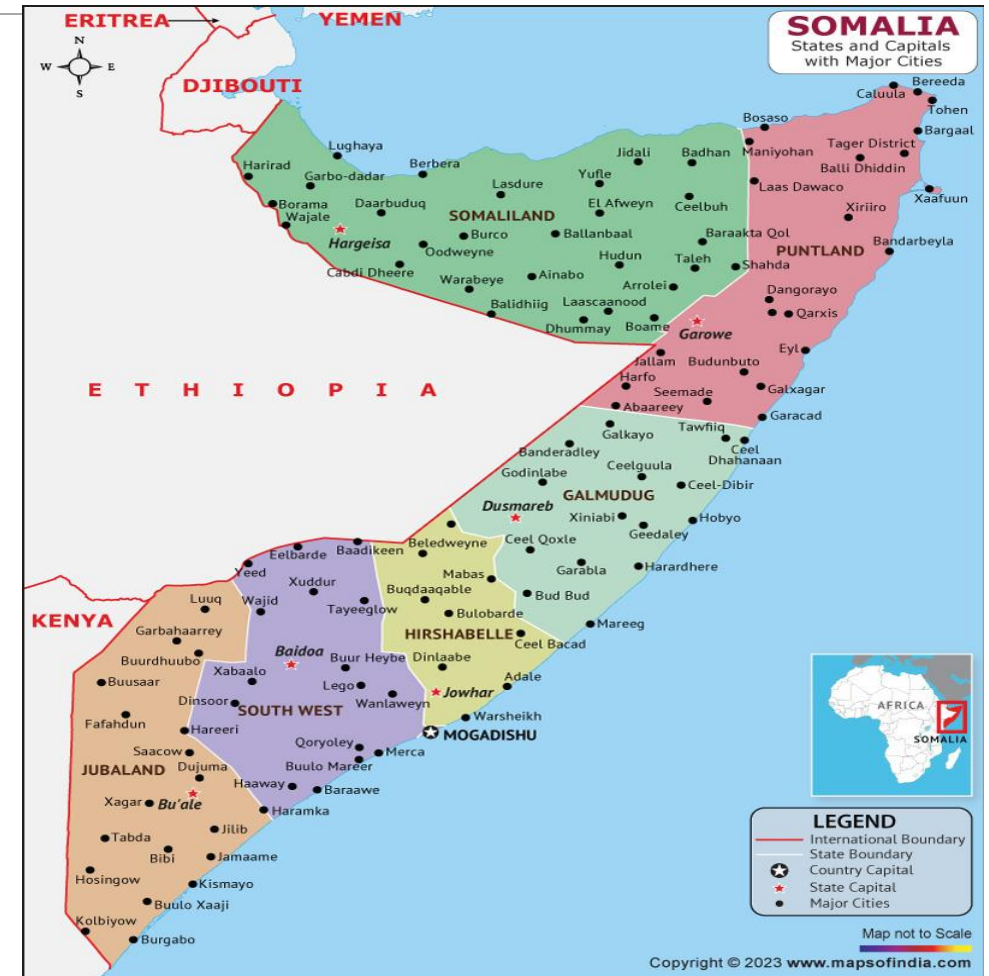 ERITREA
YEMEN
SOMALIA
States and Capitals
with Major Cities
N
W
E
S
DJIBOUTI
Bereeda
Caluula
Tohen
Bosaso
Bargaal
Lughaya
Maniyohan
Tager District
Jidali
Badhan
Balli Dhiddin
Harirad
Berbera
Garbo-dadar
Yufle
Laas Dawaco
Lasdure
Xaafuun
Borama
Daarbuduq
El Afweyn
Ceelbuh
Xiriiro
Wajale
SOMALILAND
Hargeisa
Burco
Ballanbaal
Baraakta Qol
Bandarbeyla
Oodweyne
PUNTLAND
Hudun
Taleh
Shahda
Cabdi Dheere
Ainabo
Warabeye
Arrolei
Dangorayo
Balidhiig
Laascaanood
Qarxis
Dhummay
Boame
Garowe
Eyl
Jallam
Budunbuto
Harfo
ETHIOPIA
Seemade
Galxagar
Abaareey
Garacad
Galkayo
Tawfiiq
Ceel
Dhahanaan
Banderadley
Godinlabe
Ceelguula
Ceel-Dibir
GALMUDUG
Dusmareb
Xiniabi
Hobyo
Geedaley
Ceel Qoxle
Beledweyne
Baadikeen
Eelbarde
Garabla
Harardhere
Yeed
Mabas
Xuddur
Buqdaaqable
Bud Bud
Luuq
Wajid
Tayeeglow
Bulobarde
KENYA
Mareeg
Garbahaarrey
HIRSHABELLE
Ceel Bacad
Baidoa
Buurdhuubo
Buur Heybe
Dinlaabe
Xabaalo
Buusaar
Lego
Jowhar
Adale
Dinsoor
Wanlaweyn
SOUTH WEST
Fafahdun
Warsheikh
Hareeri
MOGADISHU
Qoryoley
Saacow
Merca
Dujuma
Buulo Mareer
JUBALAND
Haaway
Baraawe
Xagar
Bu'ale
Haramka
Jilib
Tabda
Bibi
Jamaame
Hosingow
Kismayo
Buulo Xaaji
Kolbiyow
Burgabo
AFRICA
SOMALIA
LEGEND
International Boundary
State Boundary
Country Capital
State Capital
Major Cities
Map not to Scale
Copyright © 2023 www.mapsofindia.com